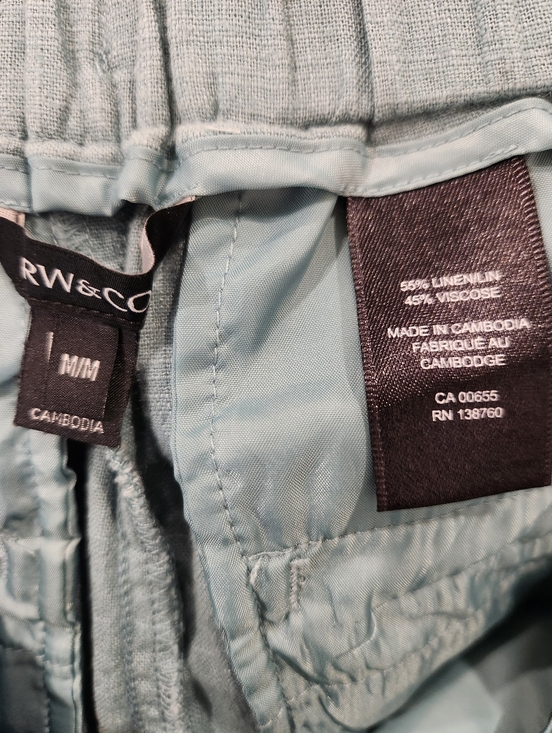 RW&CO
M/M
CAMBODIA
55% LINEN/LIN
45% VISCOSE
MADE IN CAMBODIA
FABRIQUÉ AU
CAMBODGE
CA 00655
RN 138760